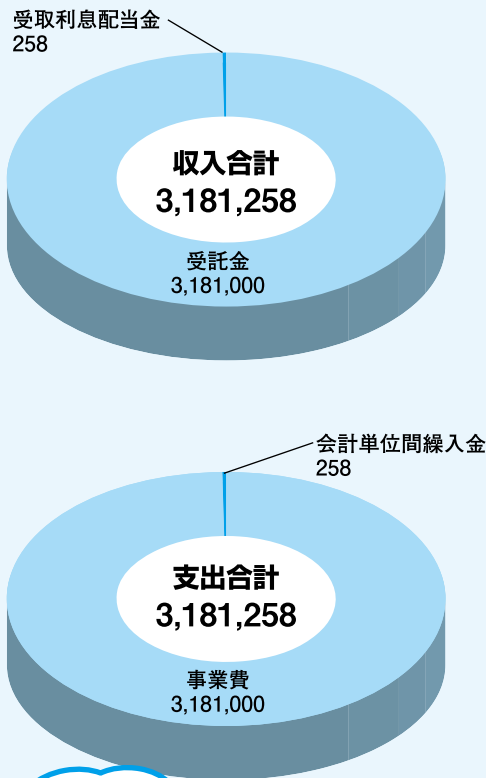 受取利息配当金
258
収入合計
3,181,258
受託金
3,181,000
会計単位間繰入金
258
支出合計
3,181,258
事業費
3,181,000